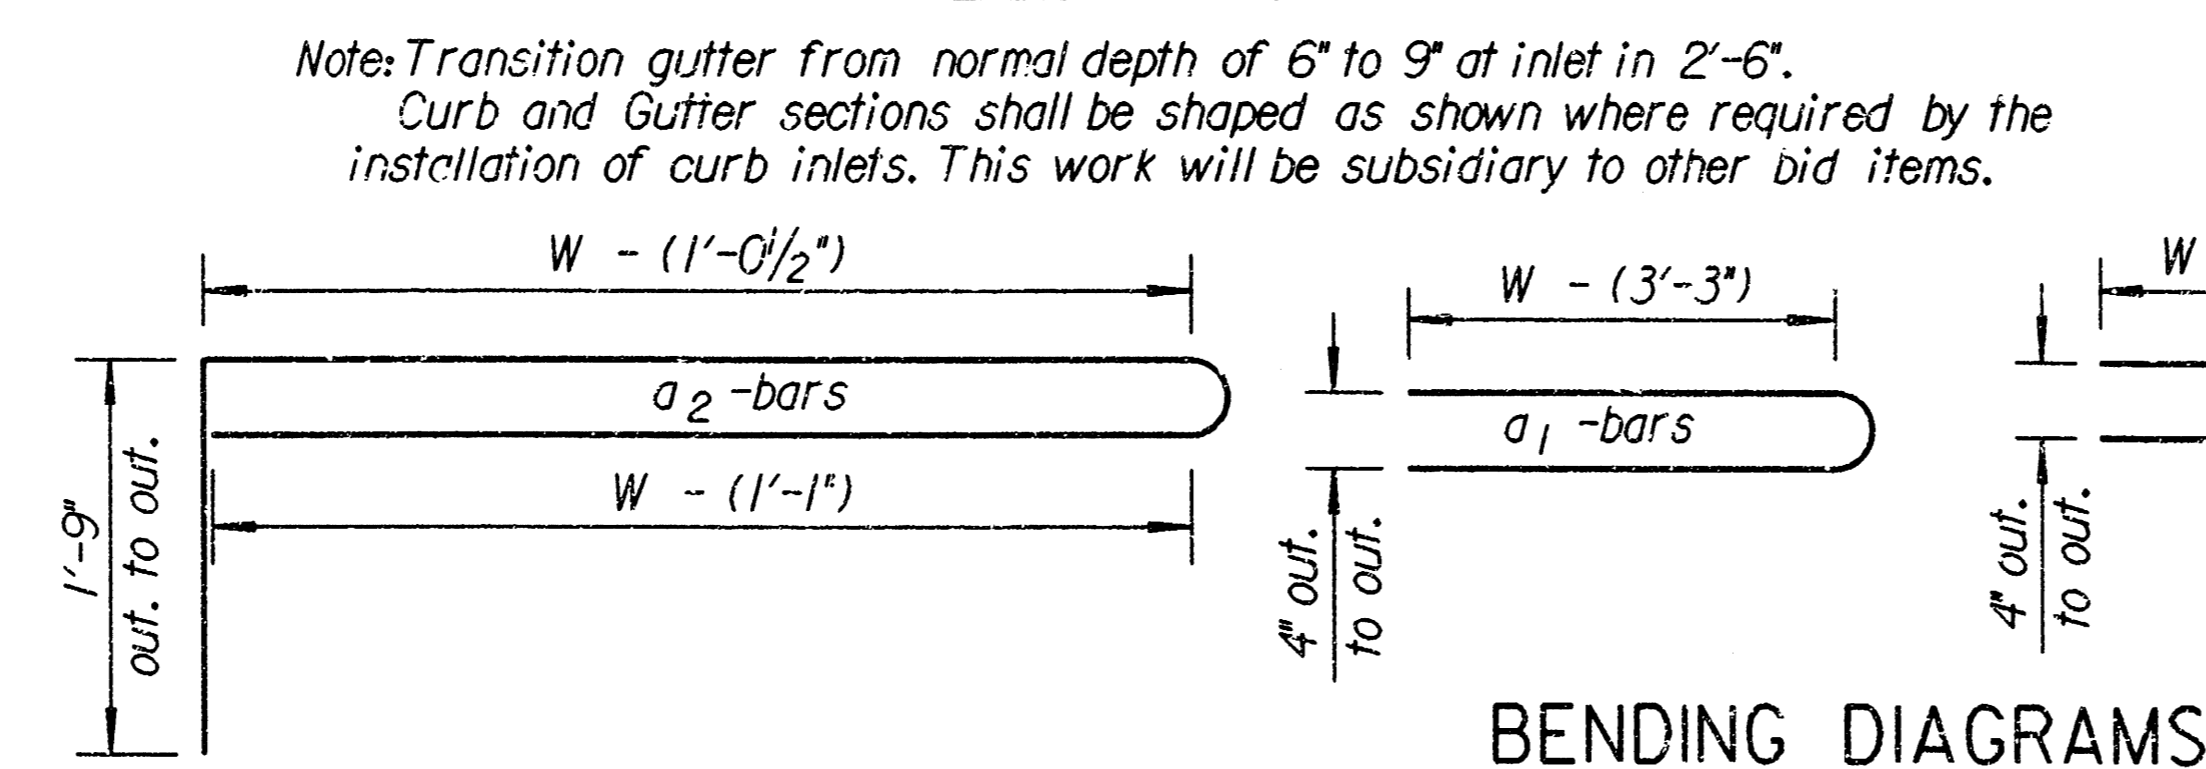 Note: Transition gutter from normal depth of 6" to 9" at inlet in 2'-6".
Curb and Gutter sections shall be shaped as shown where required by the
installation of curb inlets. This work will be subsidiary to other bid items.
W - (1'-0 1/2")
W - (3'-3")
W
a2 -bars
a1 -bars
W - (1'-1")
1'-9"
out. to out.
4" out.
to out.
4" out.
to out.
BENDING DIAGRAMS